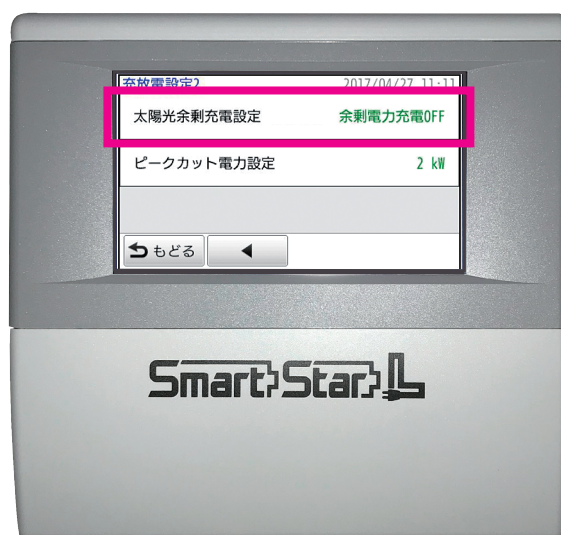 充放電設定2 2017/04/27 11:11
太陽光余剰充電設定 余剰電力充電OFF
ピークカット電力設定 2 kW
もどる
Smart Star L